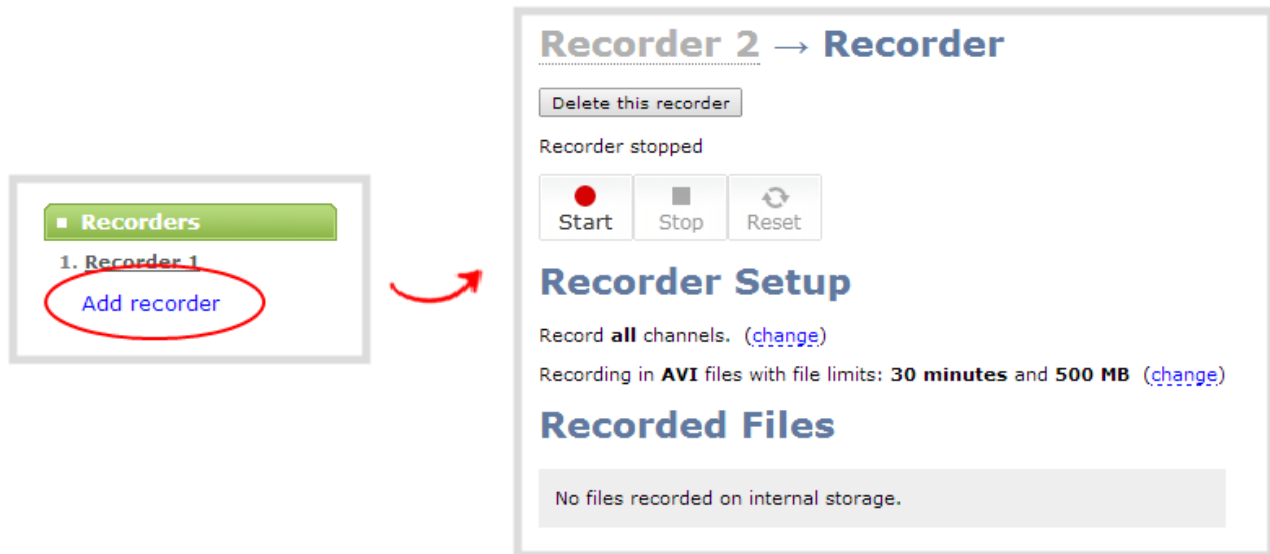 Recorders
1. Recorder 1
Add recorder
Recorder 2 → Recorder
Delete this recorder
Recorder stopped
Start Stop Reset
Recorder Setup
Record all channels. (change)
Recording in AVI files with file limits: 30 minutes and 500 MB (change)
Recorded Files
No files recorded on internal storage.